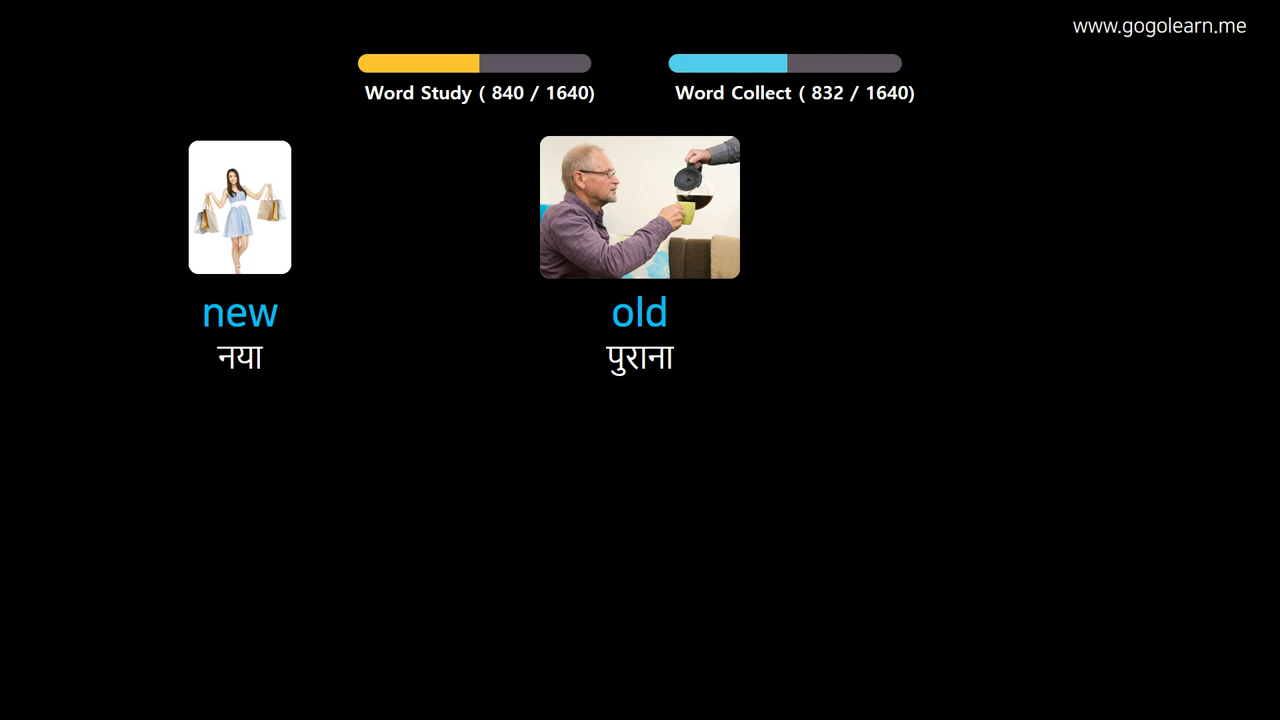 www.gogolearn.me
Word Study ( 840 / 1640)
Word Collect ( 832 / 1640)
new
old
नया
पुराना